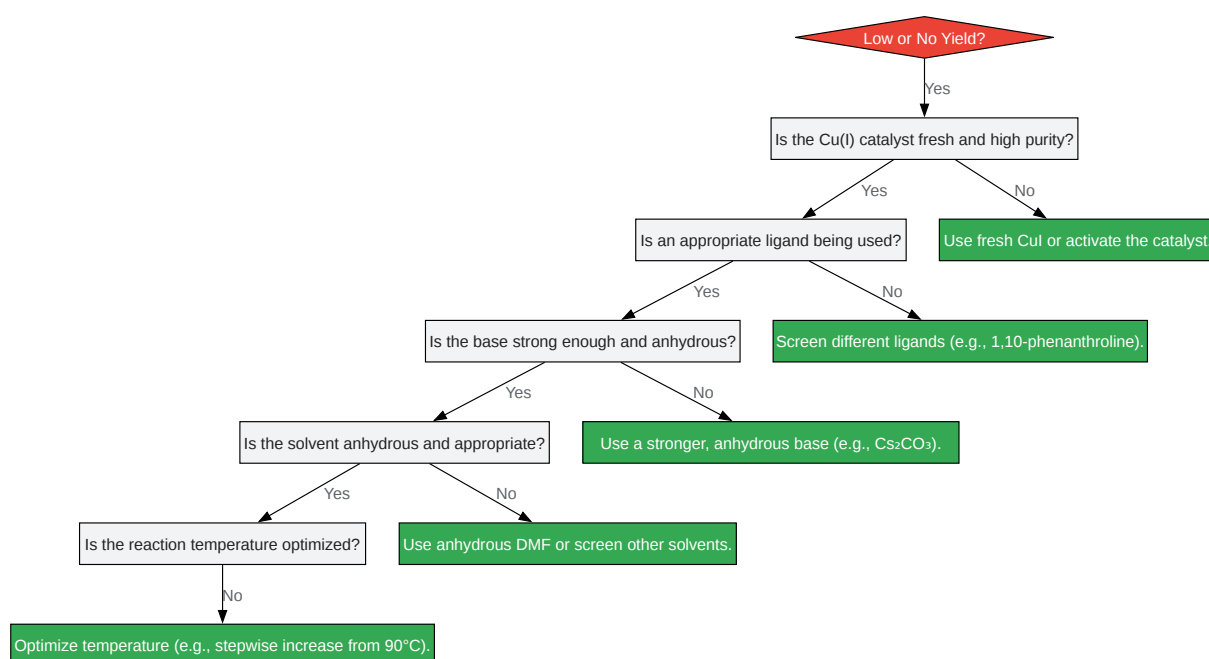 Low or No Yield?
Yes
Is the Cu(I) catalyst fresh and high purity?
Yes
No
Is an appropriate ligand being used?
Use fresh CuI or activate the catalyst
Yes
No
Is the base strong enough and anhydrous?
Screen different ligands (e.g., 1,10-phenanthroline).
Yes
No
Is the solvent anhydrous and appropriate?
Use a stronger, anhydrous base (e.g., Cs₂CO₃).
Yes
No
Is the reaction temperature optimized?
Use anhydrous DMF or screen other solvents.
No
Optimize temperature (e.g., stepwise increase from 90°C).